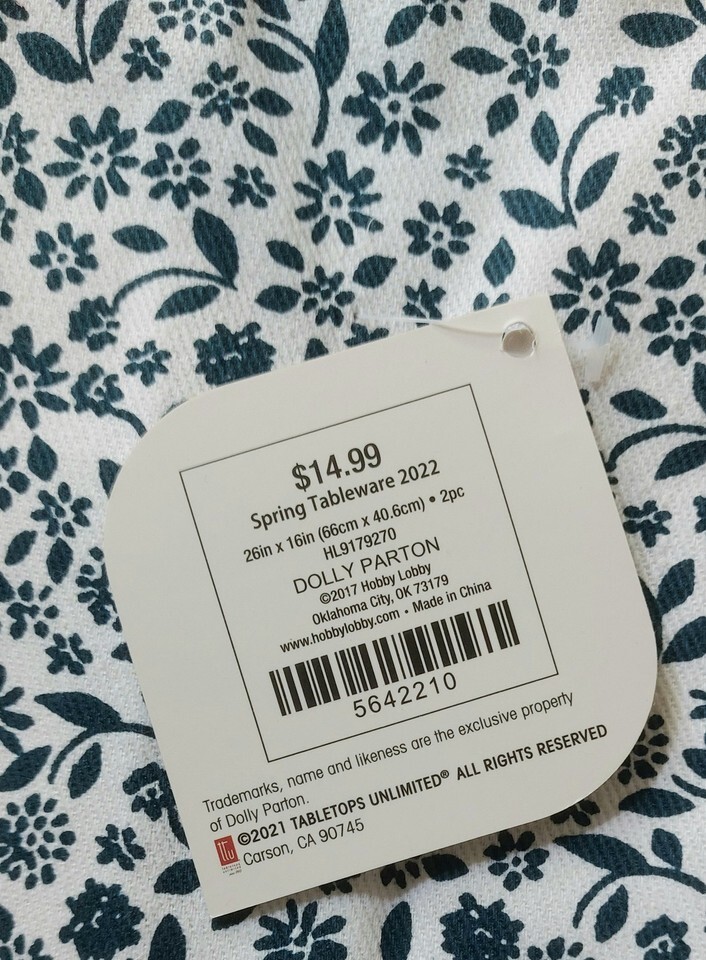 $14.99
Spring Tableware 2022
26in x 16in (66cm x 40.6cm) • 2pc
HL9179270
DOLLY PARTON
©2017 Hobby Lobby
Oklahoma City, OK 73179
www.hobbylobby.com • Made in China
5642210
Trademarks, name and likeness are the exclusive property
of Dolly Parton.
©2021 TABLETOPS UNLIMITED® ALL RIGHTS RESERVED
Carson, CA 90745